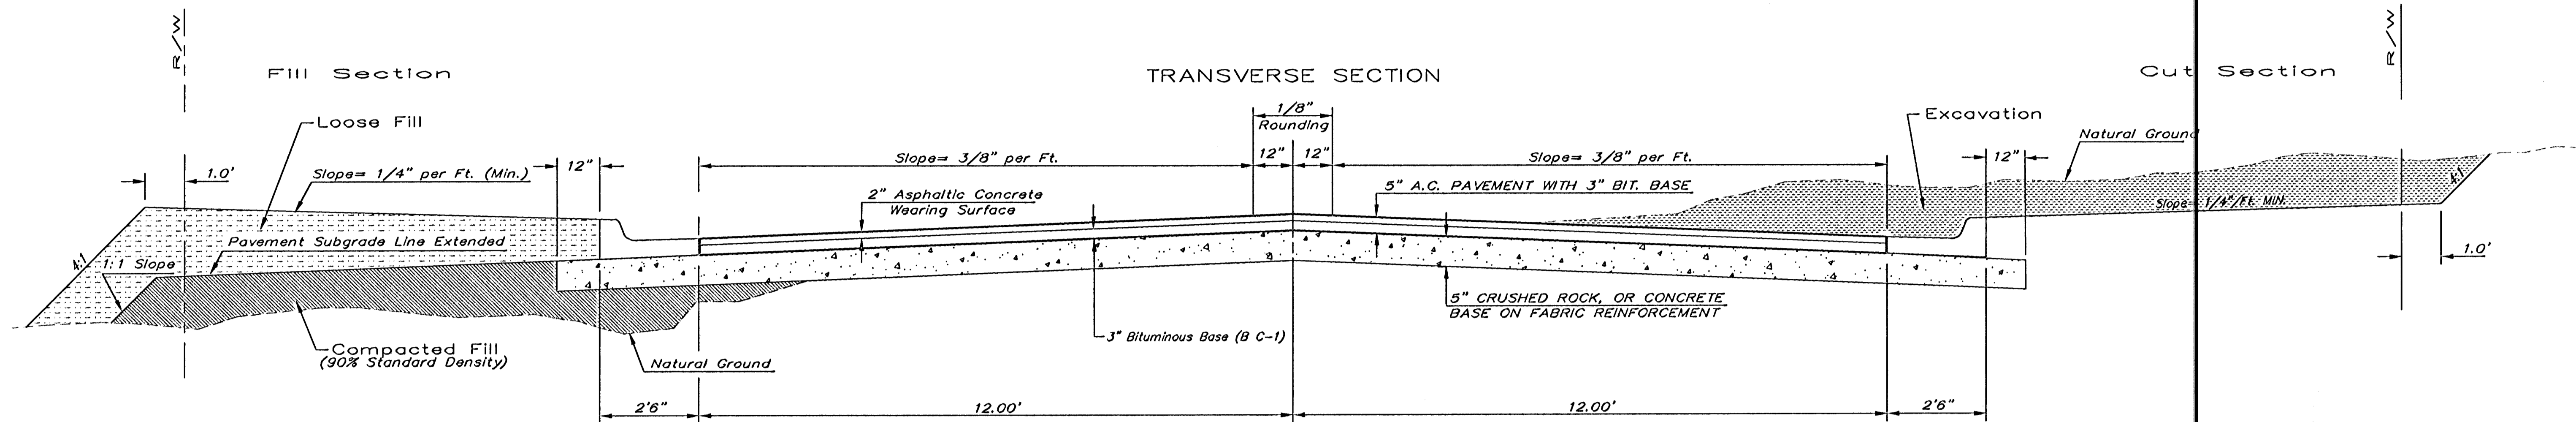 R/W
Fill Section
TRANSVERSE SECTION
Cut Section
R/W
1/8"
Rounding
Loose Fill
Excavation
Natural Ground
1.0'
Slope= 1/4" per Ft. (Min.)
12"
Slope= 3/8" per Ft.
12"
12"
Slope= 3/8" per Ft.
12"
2" Asphaltic Concrete
Wearing Surface
5" A.C. PAVEMENT WITH 3" BIT. BASE
4:1
Slope= 1/4"/Ft. MIN.
Pavement Subgrade Line Extended
4:1
1:1 Slope
1.0'
5" CRUSHED ROCK, OR CONCRETE
BASE ON FABRIC REINFORCEMENT
3" Bituminous Base (B C-1)
Compacted Fill
(90% Standard Density)
Natural Ground
2'6"
12.00'
12.00'
2'6"